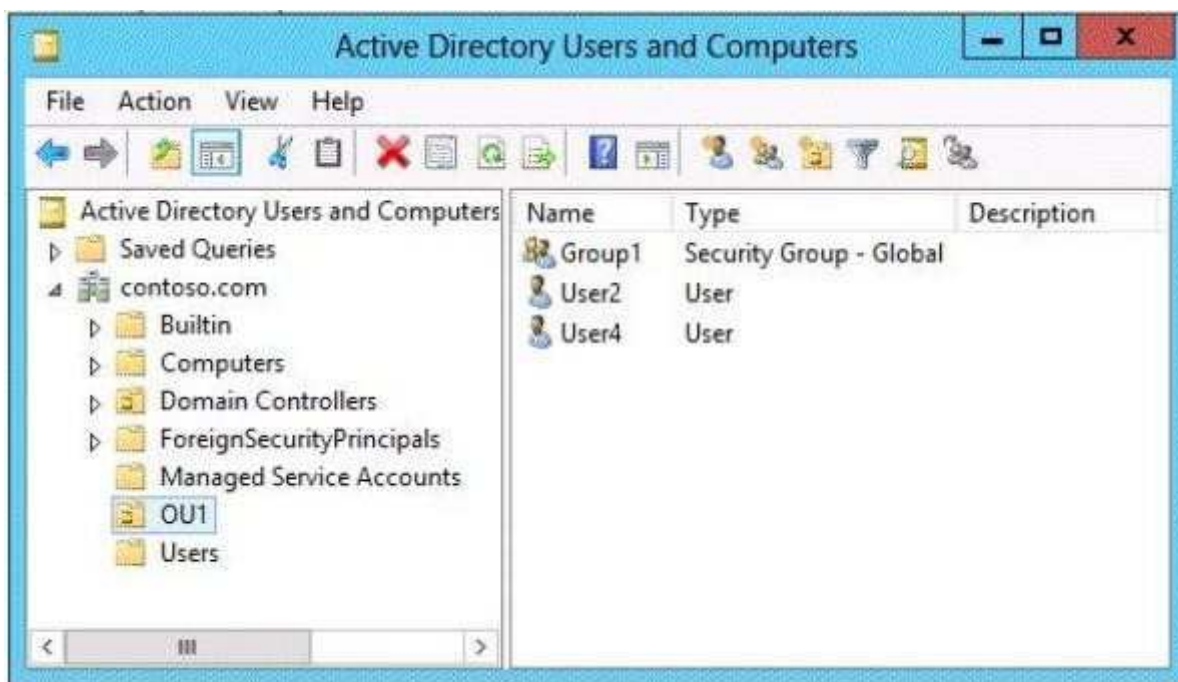 Active Directory Users and Computers
File Action View Help
Active Directory Users and Computers
Saved Queries
contoso.com
Builtin
Computers
Domain Controllers
ForeignSecurityPrincipals
Managed Service Accounts
OU1
Users
Name Type Description
Group1 Security Group - Global
User2 User
User4 User